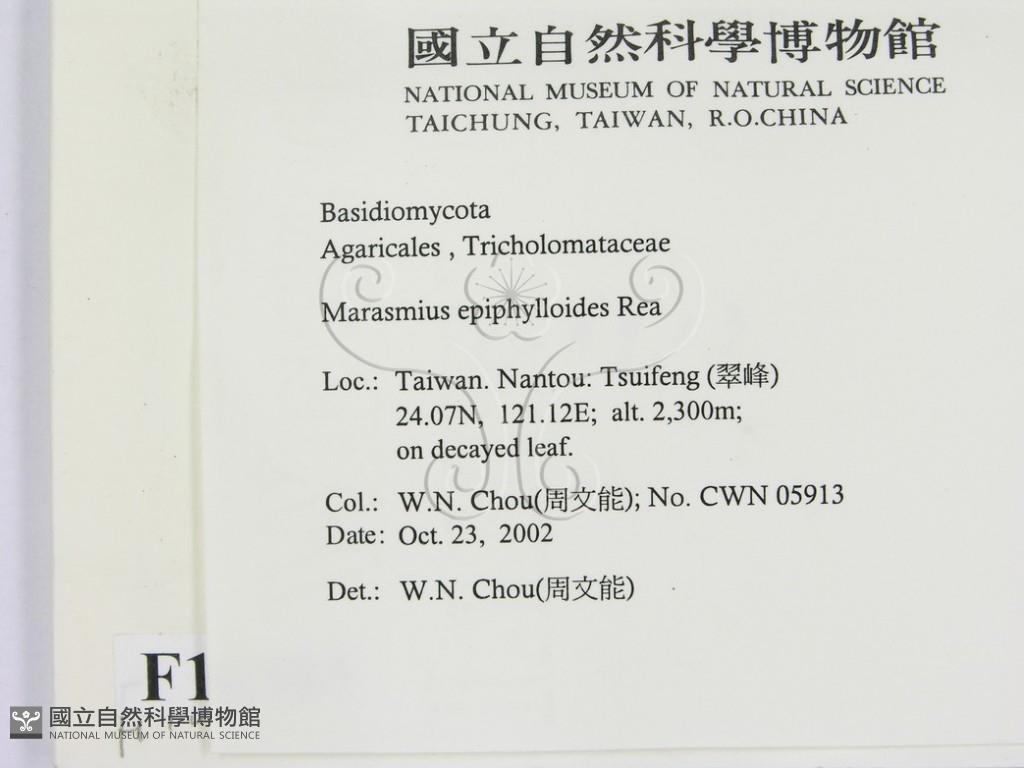 國立自然科學博物館
NATIONAL MUSEUM OF NATURAL SCIENCE
TAICHUNG, TAIWAN, R.O.CHINA
Basidiomycota
Agaricales , Tricholomataceae
Marasmius epiphylloides Rea
Loc.: Taiwan. Nantou: Tsuifeng (翠峰)
24.07N, 121.12E; alt. 2,300m;
on decayed leaf.
Col.: W.N. Chou(周文能); No. CWN 05913
Date: Oct. 23, 2002
Det.: W.N. Chou(周文能)
F1
國立自然科學博物館
NATIONAL MUSEUM OF NATURAL SCIENCE